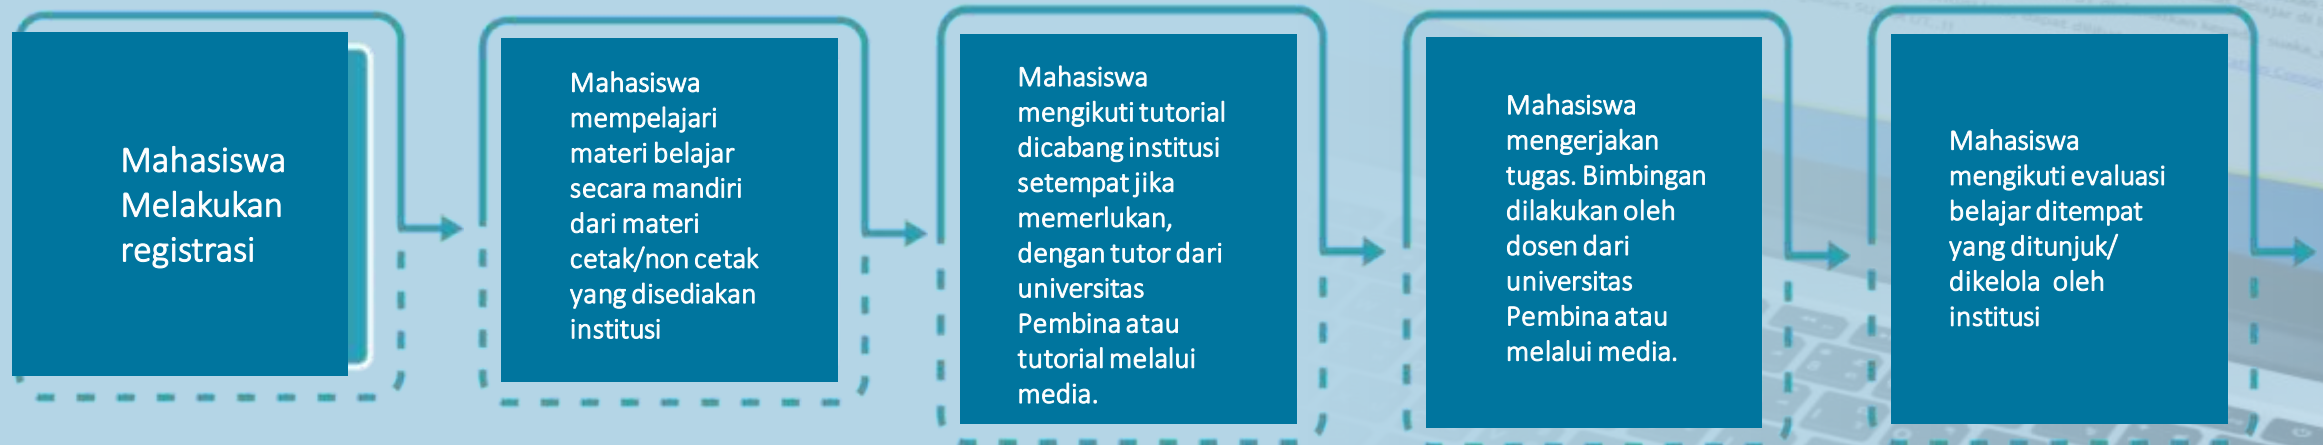 Mahasiswa
Melakukan
registrasi
Mahasiswa
mempelajari
materi belajar
secara mandiri
dari materi
cetak/non cetak
yang disediakan
institusi
Mahasiswa
mengikuti tutorial
dicabang institusi
setempat jika
memerlukan,
dengan tutor dari
universitas
Pembina atau
tutorial melalui
media.
Mahasiswa
mengerjakan
tugas. Bimbingan
dilakukan oleh
dosen dari
universitas
Pembina atau
melalui media.
Mahasiswa
mengikuti evaluasi
belajar ditempat
yang ditunjuk/
dikelola  oleh
institusi